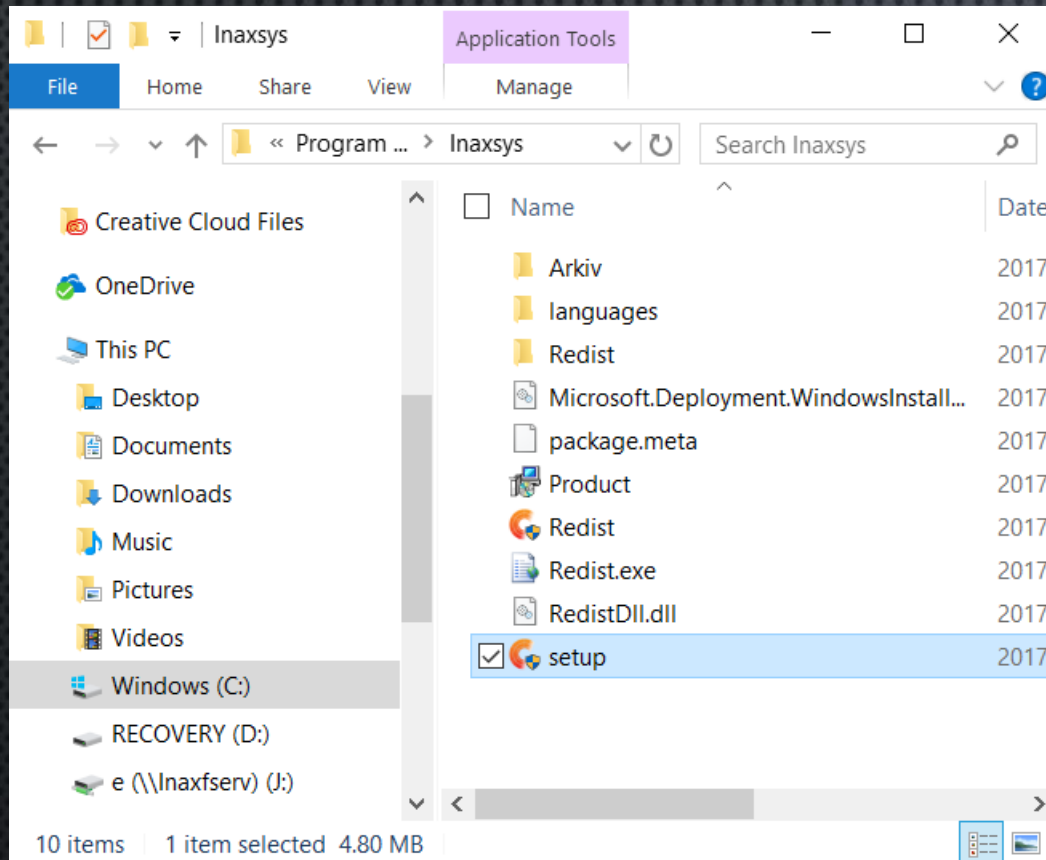 Inaxsys
Application Tools
File Home Share View Manage ?
« Program ... > Inaxsys
Search Inaxsys
Creative Cloud Files
OneDrive
This PC
Desktop
Documents
Downloads
Music
Pictures
Videos
Windows (C:)
RECOVERY (D:)
e (\\Inaxfserv) (J:)
Name Date
Arkiv 2017
languages 2017
Redist 2017
Microsoft.Deployment.WindowsInstall... 2017
package.meta 2017
Product 2017
Redist 2017
Redist.exe 2017
RedistDll.dll 2017
setup 2017
10 items 1 item selected 4.80 MB